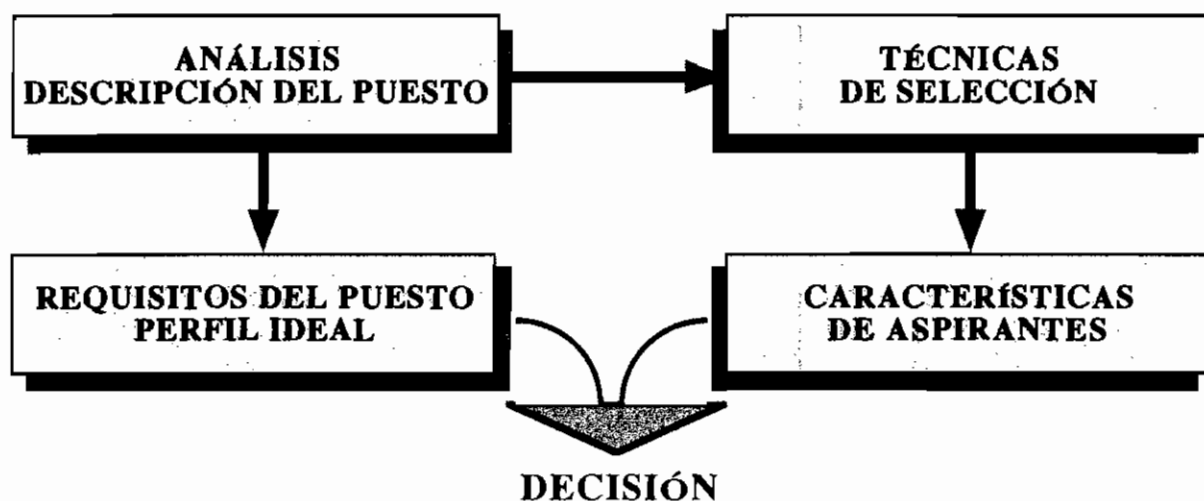 ANÁLISIS
DESCRIPCIÓN DEL PUESTO
TÉCNICAS
DE SELECCIÓN
REQUISITOS DEL PUESTO
PERFIL IDEAL
CARACTERÍSTICAS
DE ASPIRANTES
DECISIÓN